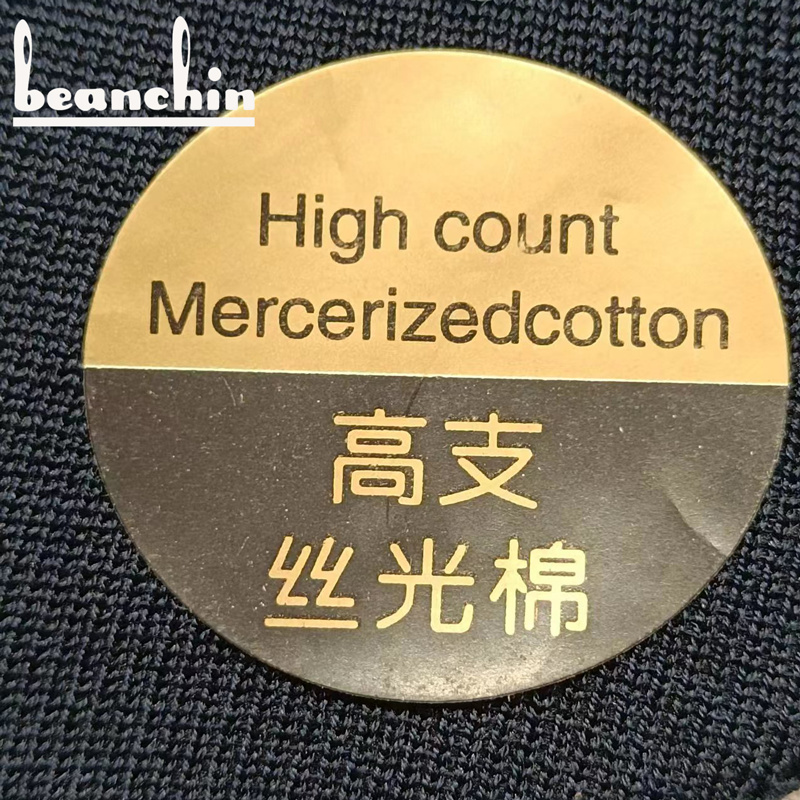 beanchin
High count
Mercerizedcotton
高支
丝光棉